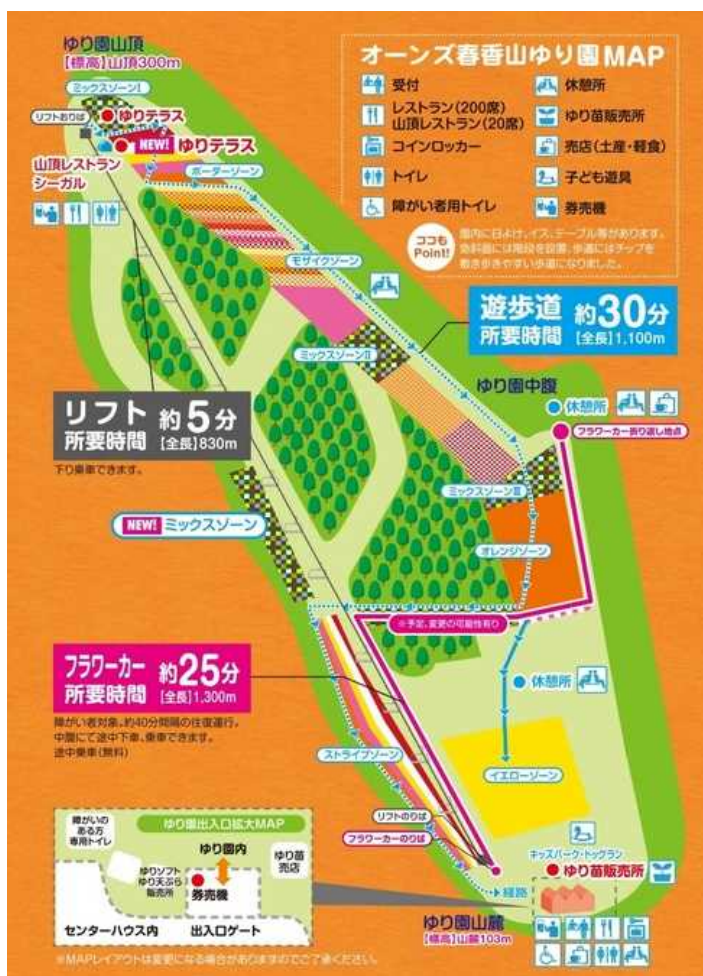 ゆり園山頂
【標高】山頂300m
ミックスゾーンI
リフトおりば
ゆりテラス
NEW! ゆりテラス
山頂レストラン
シーガル
ボーダーゾーン
モザイクゾーン
ミックスゾーンII
オーンズ春香山ゆり園MAP
受付
レストラン(200席)
山頂レストラン(20席)
コインロッカー
トイレ
障がい者用トイレ
休憩所
ゆり苗販売所
売店(土産・軽食)
子ども遊具
券売機
ココも
Point!
園内に日よけ、イス、テーブル等があります。
急斜面には階段を設置、歩道にはチップを
敷き歩きやすい歩道になりました。
遊歩道 約30分
所要時間 【全長】1,100m
ゆり園中腹
休憩所
フラワーカー折り返し地点
リフト 約5分
所要時間 【全長】830m
下り乗車できます。
ミックスゾーンIII
NEW! ミックスゾーン
オレンジゾーン
※予定、変更の可能性有り
フラワーカー 約25分
所要時間 【全長】1,300m
障がい者対象。約40分間隔の往復運行。
中腹にて途中下車、乗車できます。
途中乗車(無料)
休憩所
ストライプゾーン
イエローゾーン
リフトのりば
フラワーカーのりば
キッズパーク・ドッグラン
ゆり苗販売所
経路
ゆり園山麓
【標高】山麓103m
ゆり園出入口拡大MAP
障がいの
ある方
専用トイレ
ゆり園内
ゆり苗
売店
ゆりソフト
ゆり天ぷら
販売所
券売機
センターハウス内
出入口ゲート
※MAPレイアウトは変更になる場合がありますのでご了承ください。